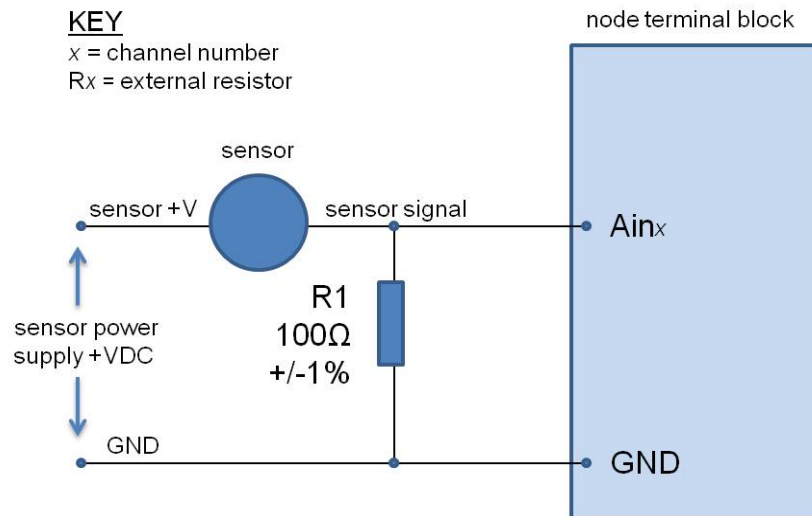 KEY
x = channel number
Rx = external resistor
node terminal block
sensor
sensor +V
sensor signal
Ainx
R1
100Ω
+/-1%
sensor power
supply +VDC
GND
GND